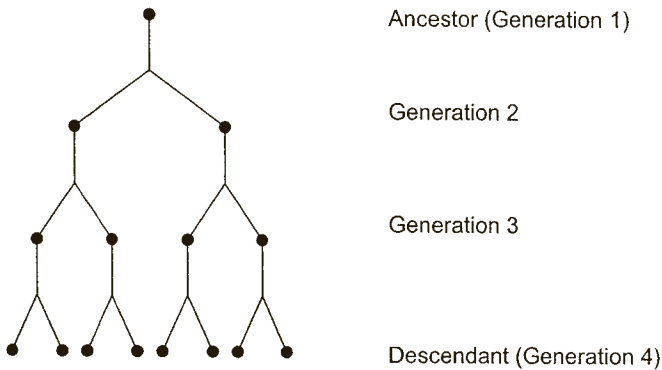 Ancestor (Generation 1)
Generation 2
Generation 3
Descendant (Generation 4)